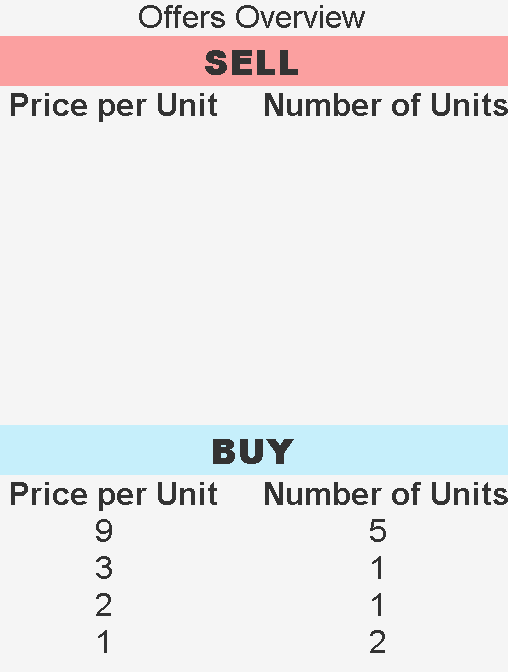 Offers Overview
SELL
Price per Unit Number of Units
BUY
Price per Unit Number of Units
9 5
3 1
2 1
1 2